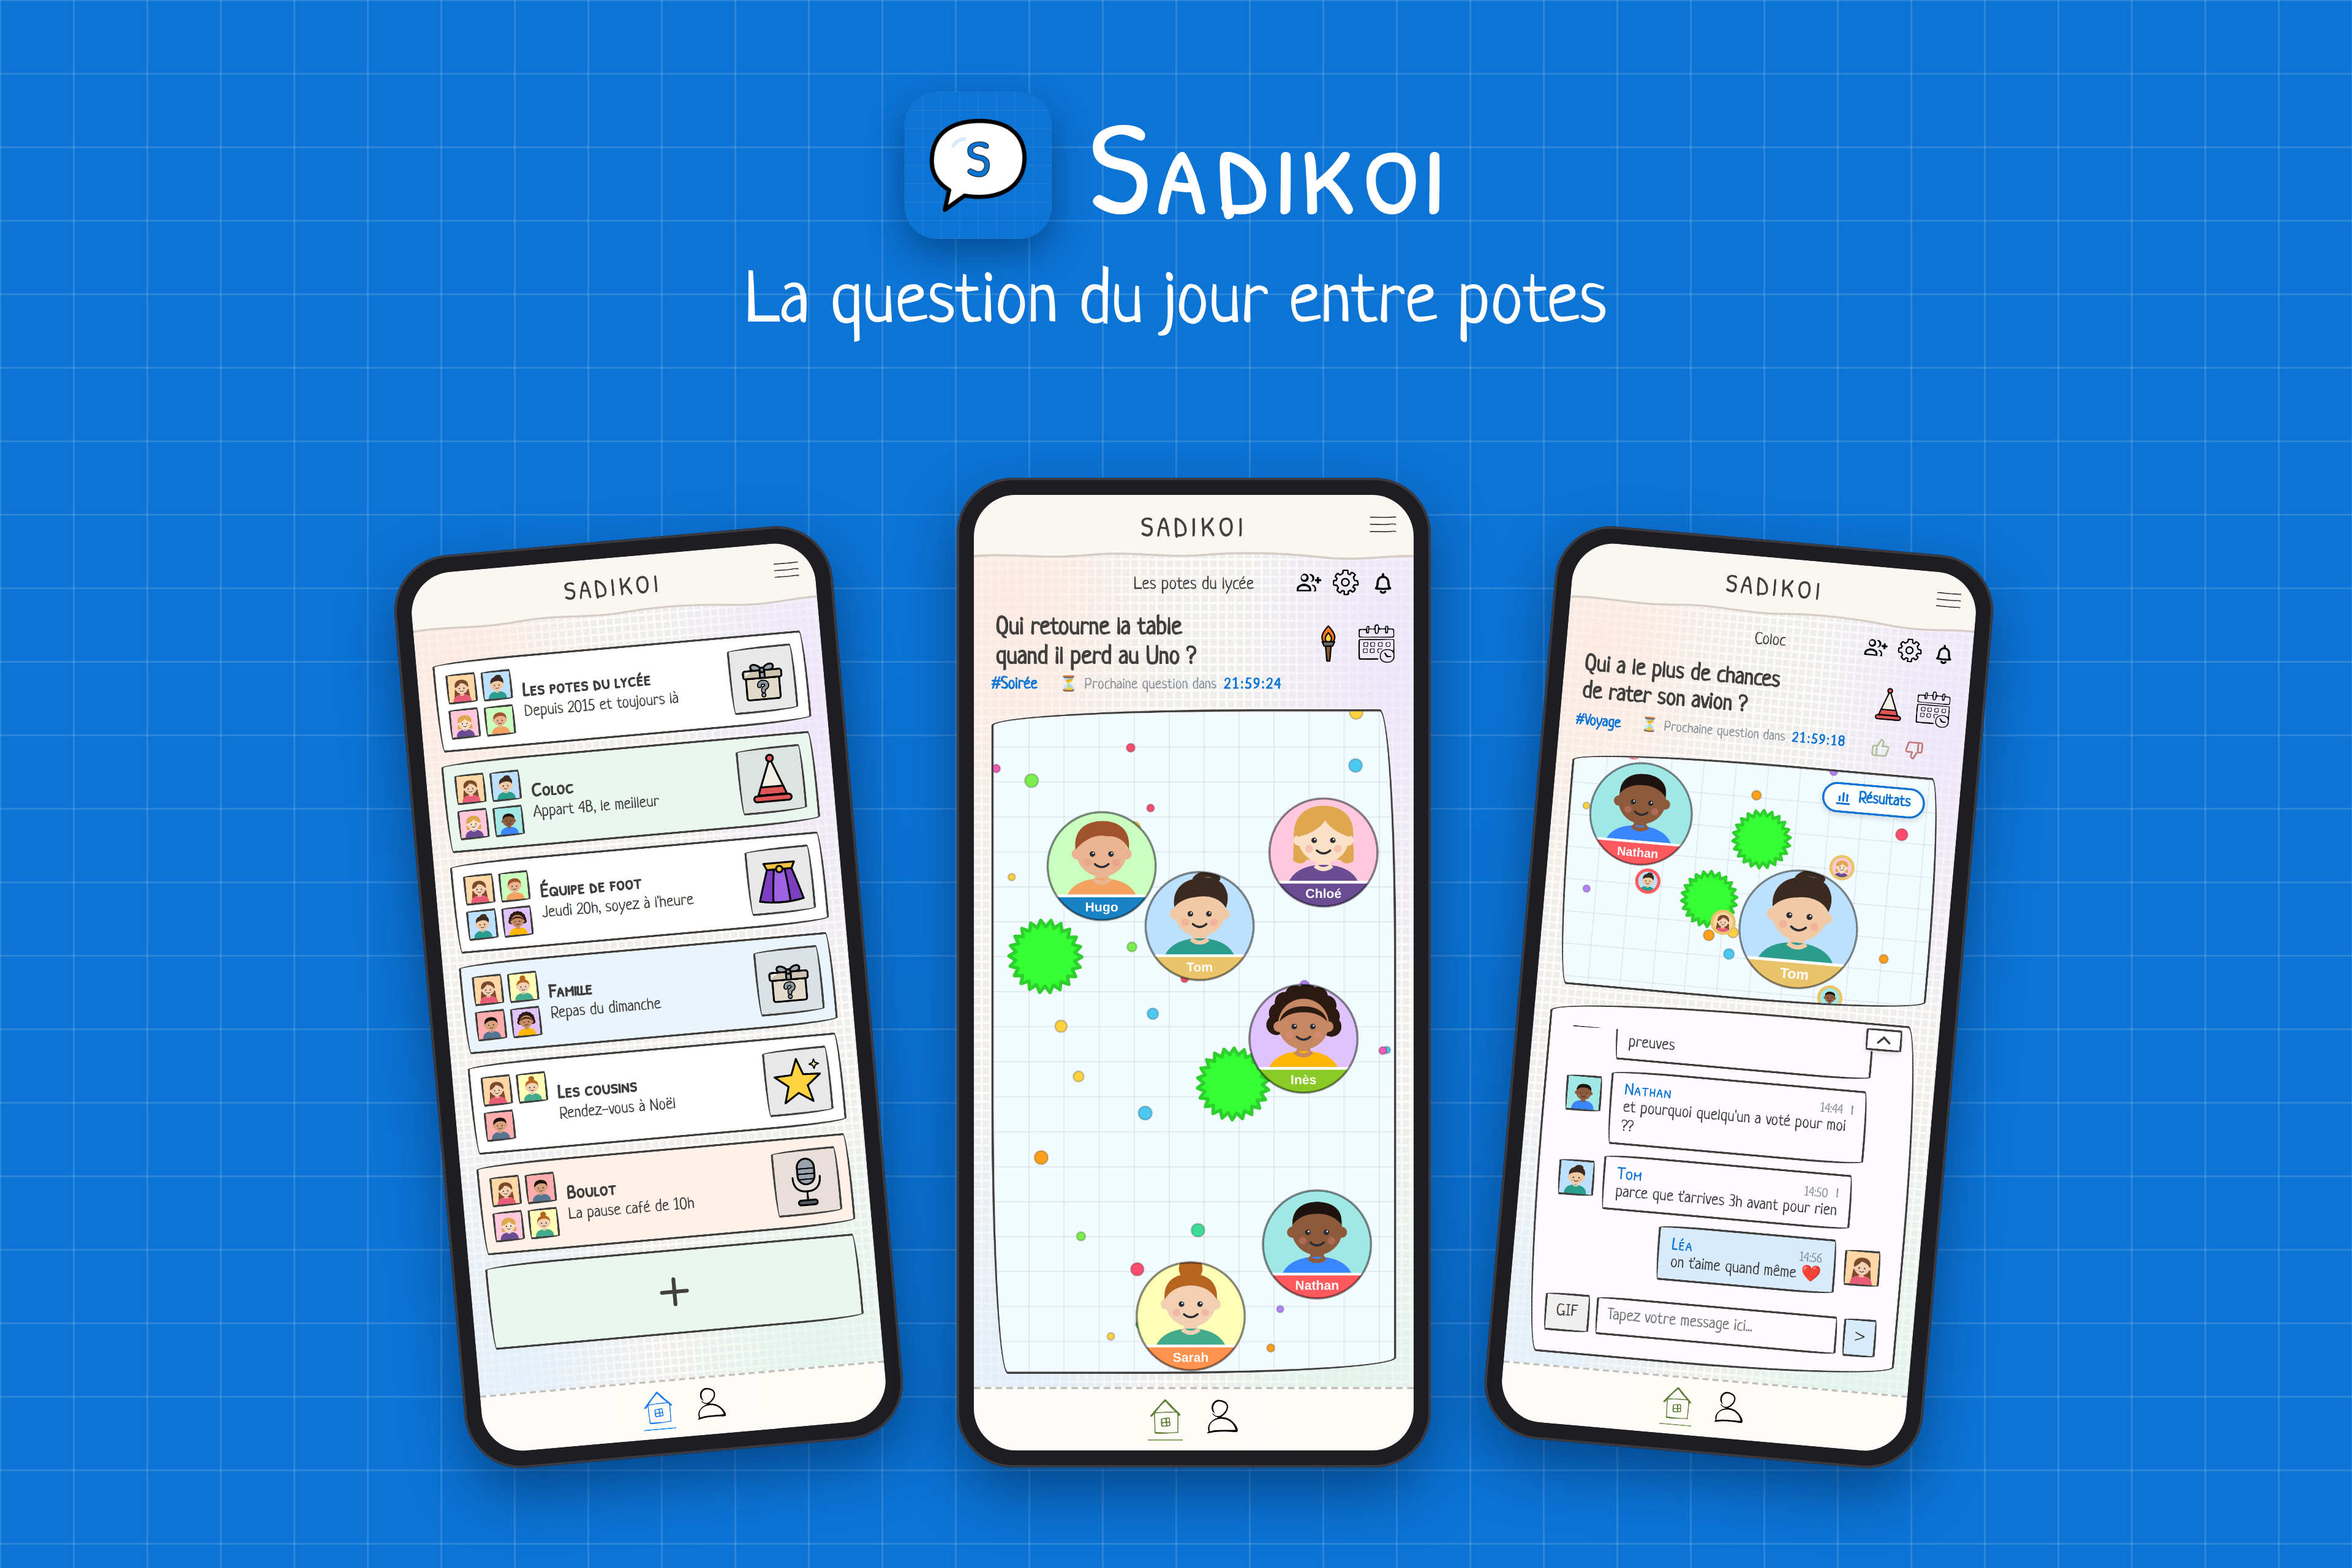 S
SADIKOI
La question du jour entre potes
SADIKOI
LES POTES DU LYCÉE
Depuis 2015 et toujours là
COLOC
Appart 4B, le meilleur
ÉQUIPE DE FOOT
Jeudi 20h, soyez à l'heure
FAMILLE
Repas du dimanche
LES COUSINS
Rendez-vous à Noël
BOULOT
La pause café de 10h
+
SADIKOI
Les potes du lycée
Qui retourne la table
quand il perd au Uno ?
#Soirée Prochaine question dans 21:59:24
Hugo
Chloé
Tom
Inès
Nathan
Sarah
SADIKOI
Coloc
Qui a le plus de chances
de rater son avion ?
#Voyage Prochaine question dans 21:59:18
Résultats
Nathan
Tom
preuves
NATHAN 14:44
et pourquoi quelqu'un a voté pour moi
??
TOM 14:50
parce que t'arrives 3h avant pour rien
LÉA 14:56
on t'aime quand même ❤️
GIF Tapez votre message ici... >